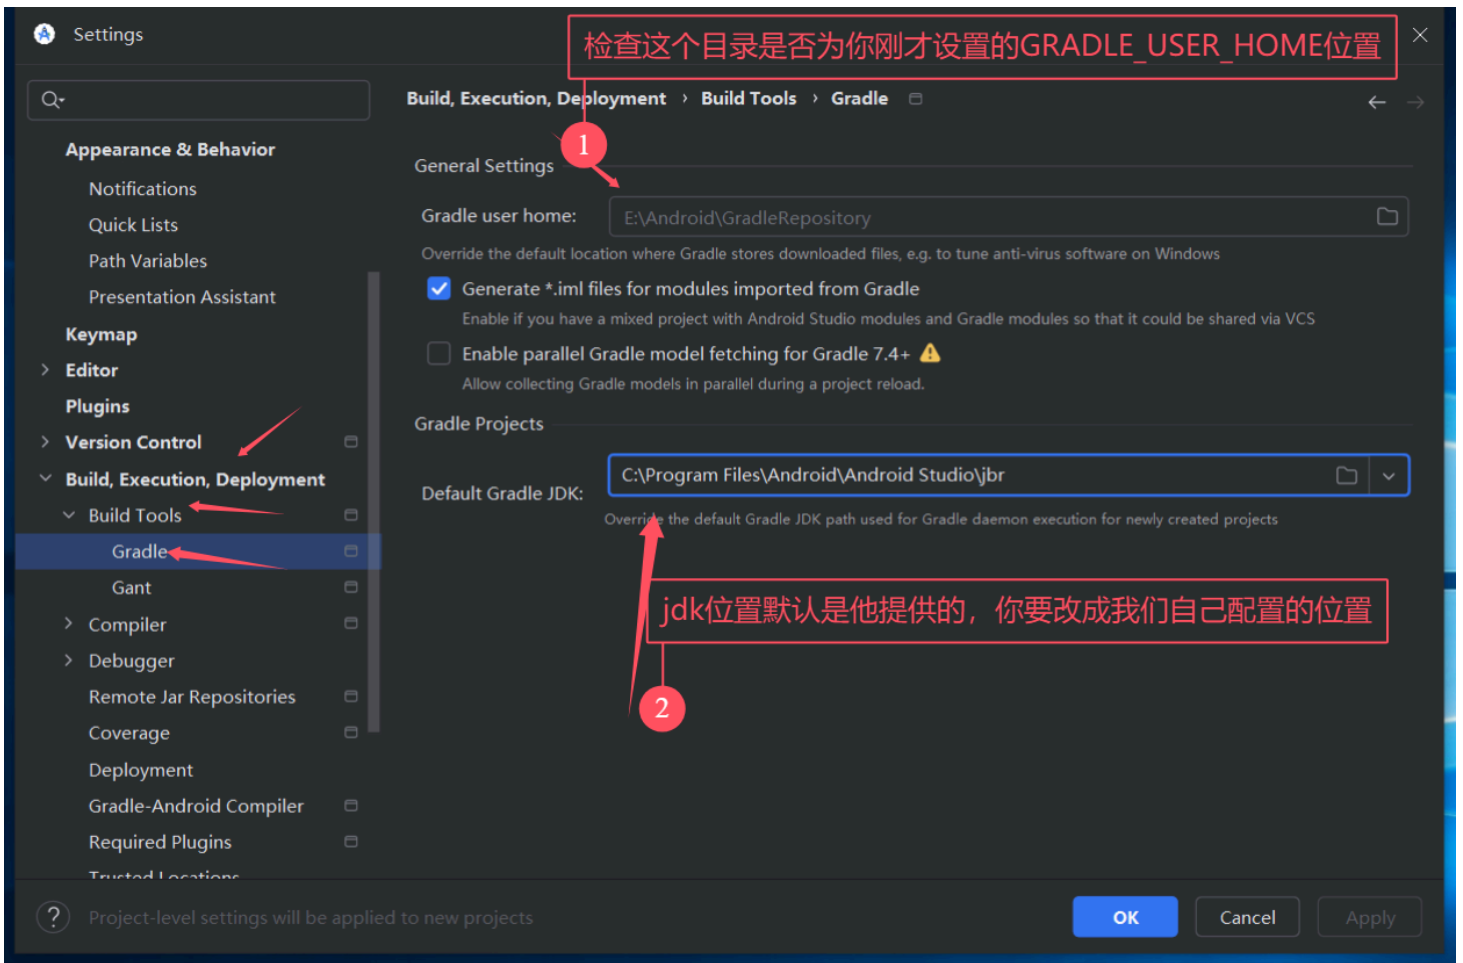 Settings
检查这个目录是否为你刚才设置的GRADLE_USER_HOME位置
Build, Execution, Deployment › Build Tools › Gradle
Appearance & Behavior
Notifications
Quick Lists
Path Variables
Presentation Assistant
Keymap
Editor
Plugins
Version Control
Build, Execution, Deployment
Build Tools
Gradle
Gant
Compiler
Debugger
Remote Jar Repositories
Coverage
Deployment
Gradle-Android Compiler
Required Plugins
Trusted Locations
1
General Settings
Gradle user home:
E:\Android\GradleRepository
Override the default location where Gradle stores downloaded files, e.g. to tune anti-virus software on Windows
Generate *.iml files for modules imported from Gradle
Enable if you have a mixed project with Android Studio modules and Gradle modules so that it could be shared via VCS
Enable parallel Gradle model fetching for Gradle 7.4+
Allow collecting Gradle models in parallel during a project reload.
Gradle Projects
Default Gradle JDK:
C:\Program Files\Android\Android Studio\jbr
Override the default Gradle JDK path used for Gradle daemon execution for newly created projects
jdk位置默认是他提供的，你要改成我们自己配置的位置
2
? Project-level settings will be applied to new projects
OK
Cancel
Apply